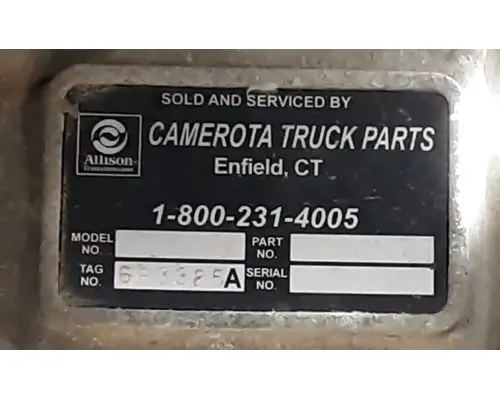 SOLD AND SERVICED BY
Allison
Transmissions
CAMEROTA TRUCK PARTS
Enfield, CT
1-800-231-4005
MODEL NO.
PART NO.
TAG NO.
SERIAL NO.